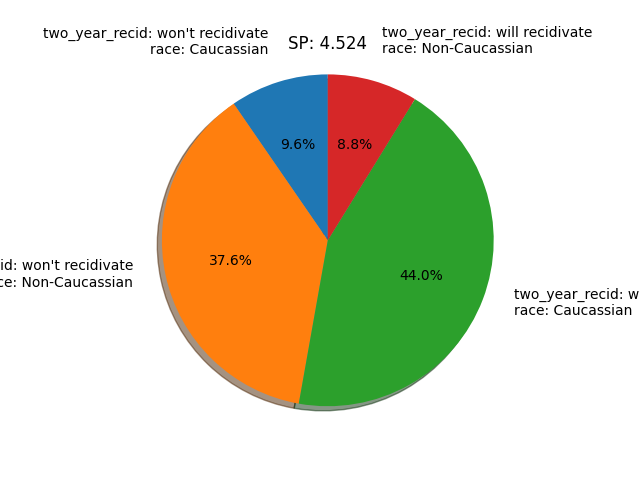 two_year_recid: won't recidivate
race: Caucassian
SP: 4.524
two_year_recid: will recidivate
race: Non-Caucassian
9.6%
8.8%
37.6%
44.0%
id: won't recidivate
ce: Non-Caucassian
two_year_recid: w
race: Caucassian